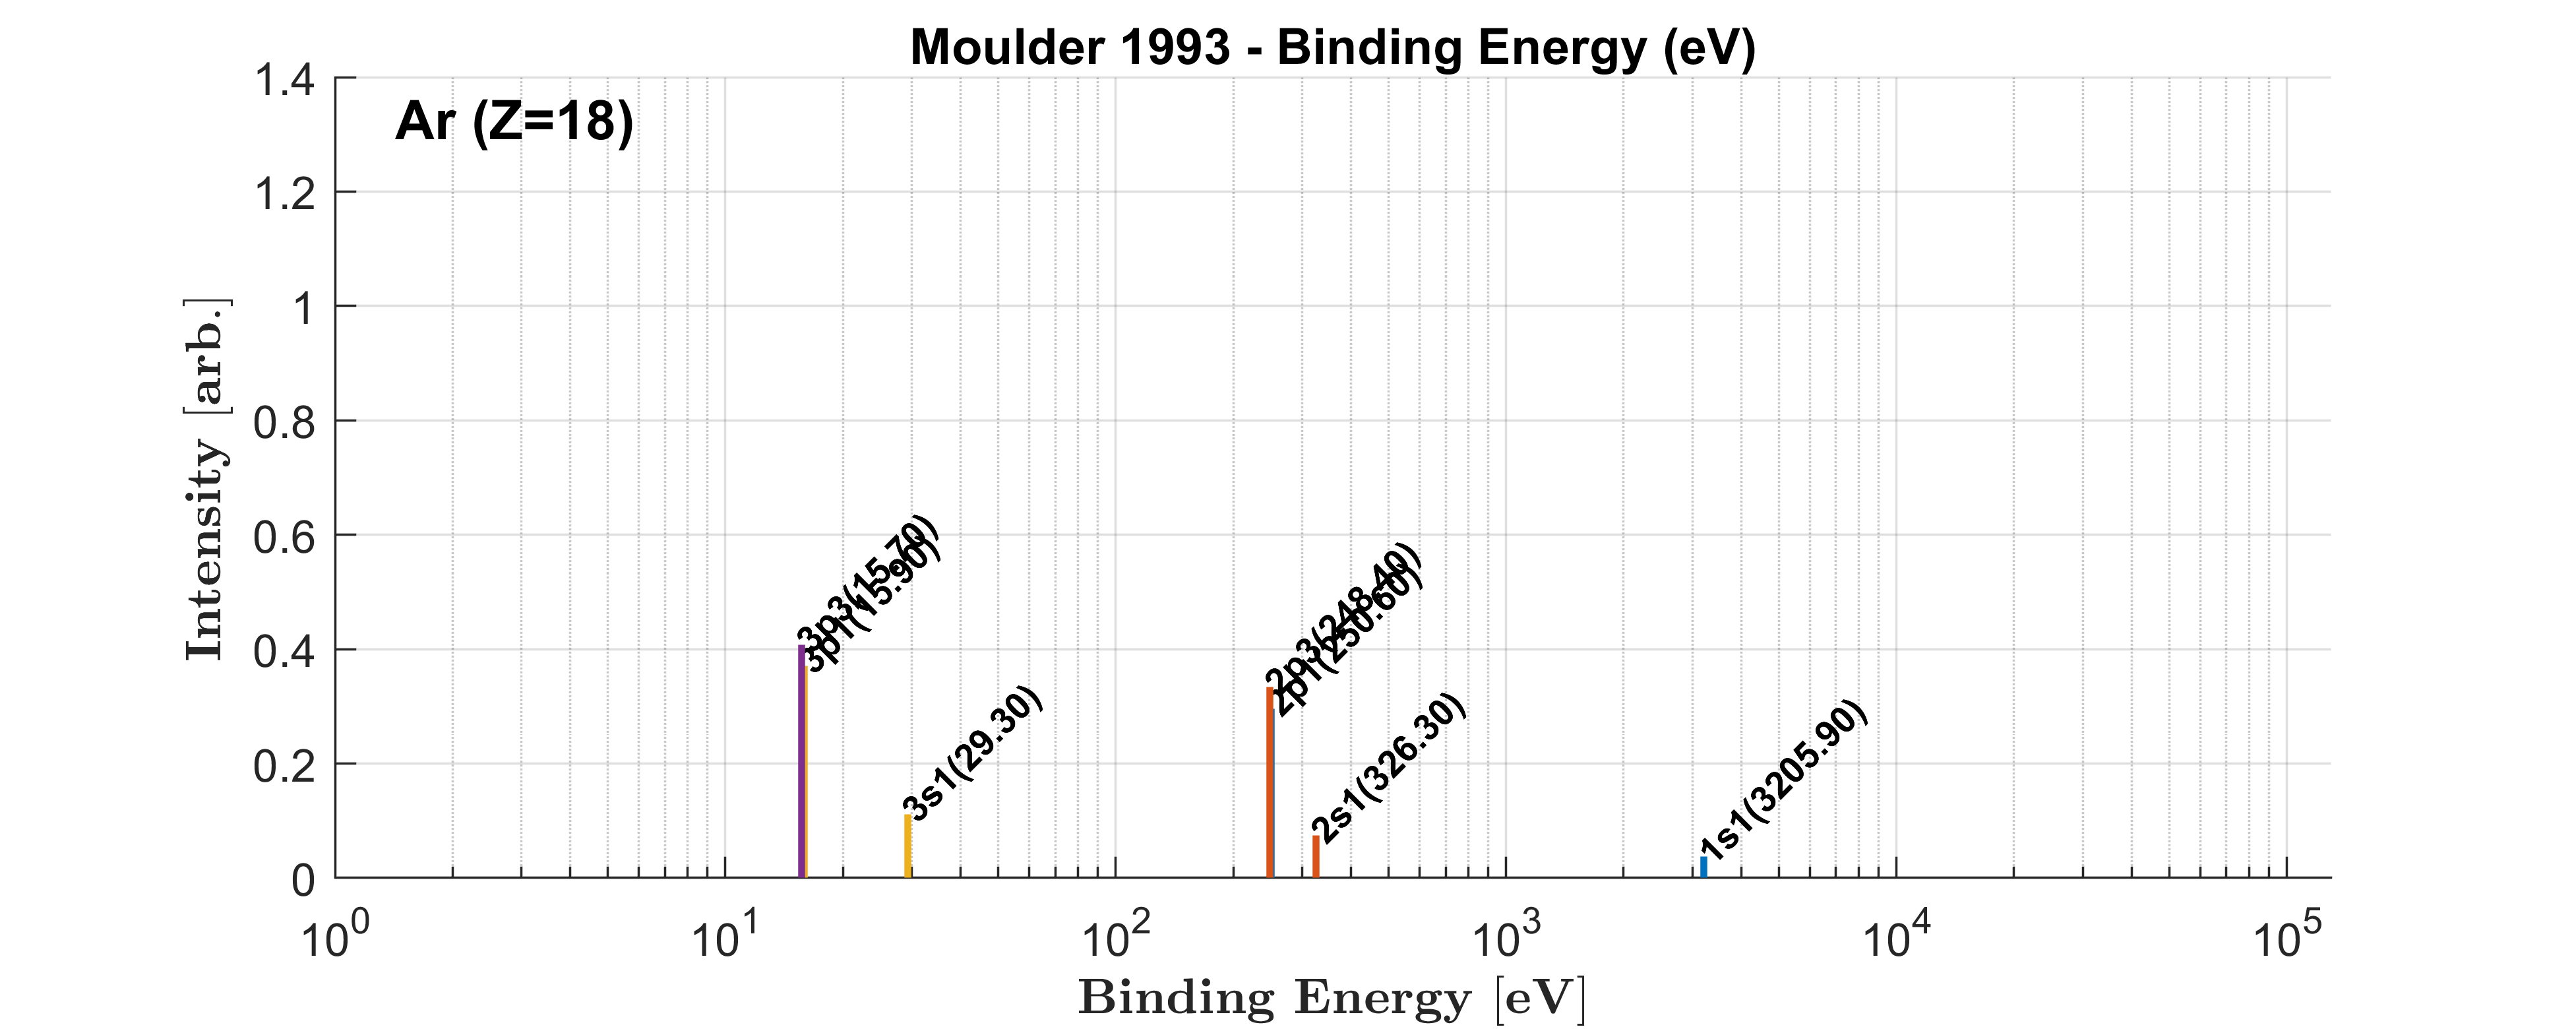 Moulder 1993 - Binding Energy (eV)
Ar (Z=18)
Intensity [arb.]
1.4
1.2
1
0.8
0.6
0.4
0.2
0
3p3(15.70)
3p1(15.90)
3s1(29.30)
2p3(248.40)
2p1(250.60)
2s1(326.30)
1s1(3205.90)
10^0
10^1
10^2
10^3
10^4
10^5
Binding Energy [eV]